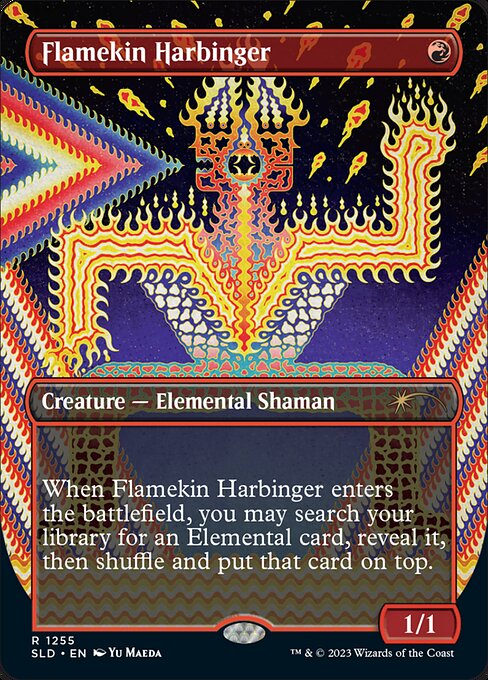 Flamekin Harbinger
Creature — Elemental Shaman
When Flamekin Harbinger enters
the battlefield, you may search your
library for an Elemental card, reveal it,
then shuffle and put that card on top.
1/1
R 1255
SLD • EN Yu Maeda
™ & © 2023 Wizards of the Coast